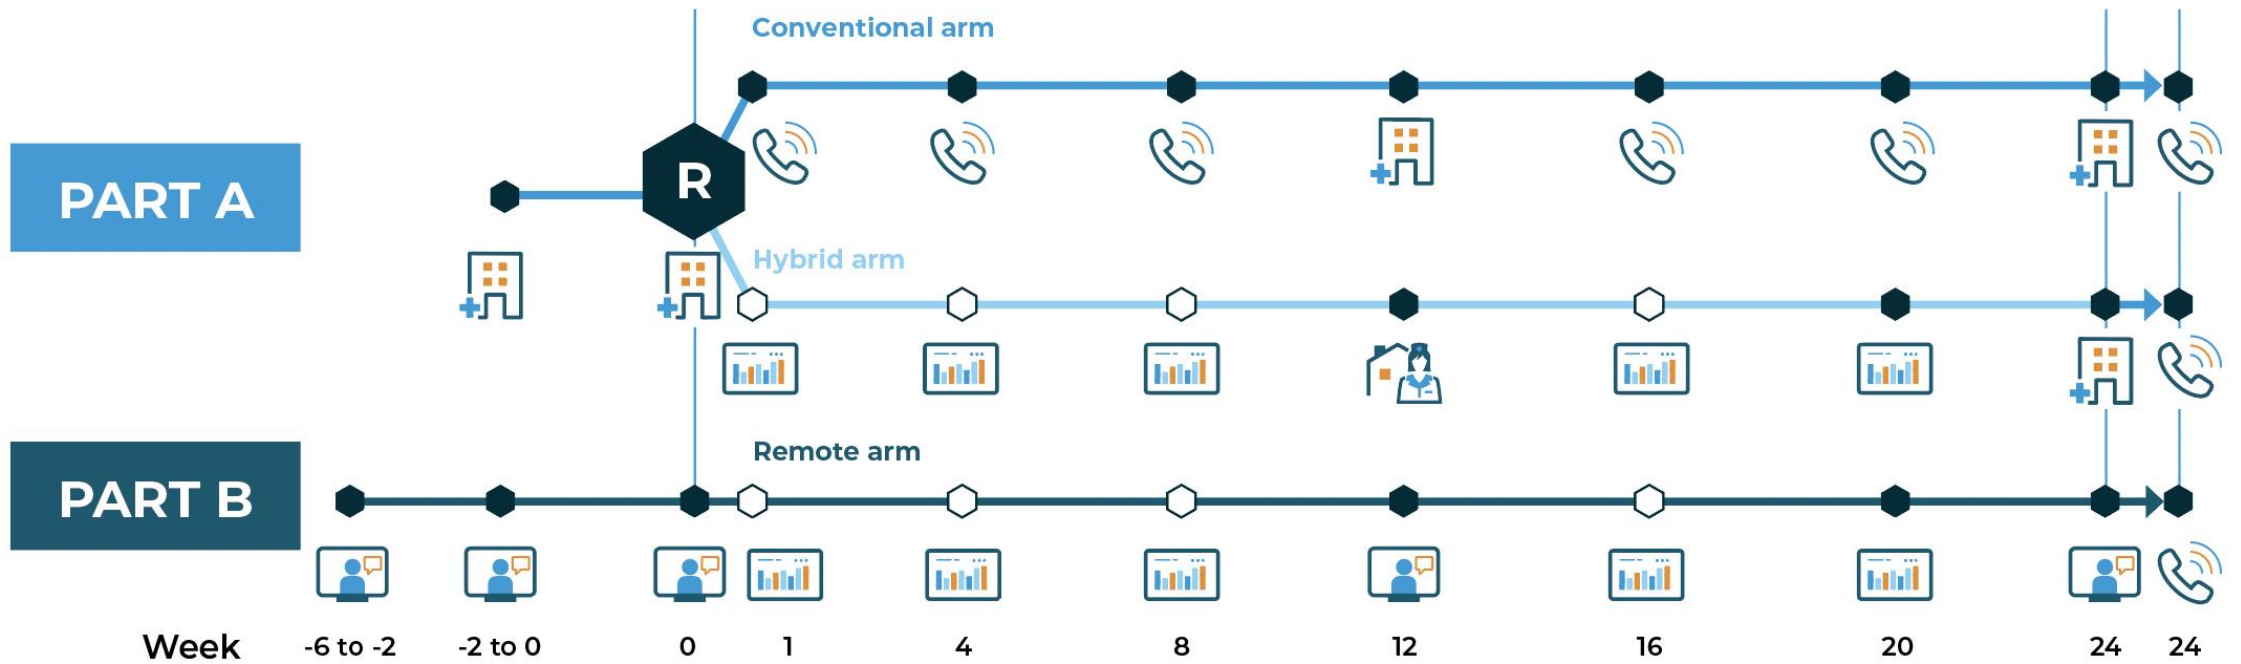 Conventional arm
PART A
R
Hybrid arm
Remote arm
PART B
Week -6 to -2 -2 to 0 0 1 4 8 12 16 20 24 24